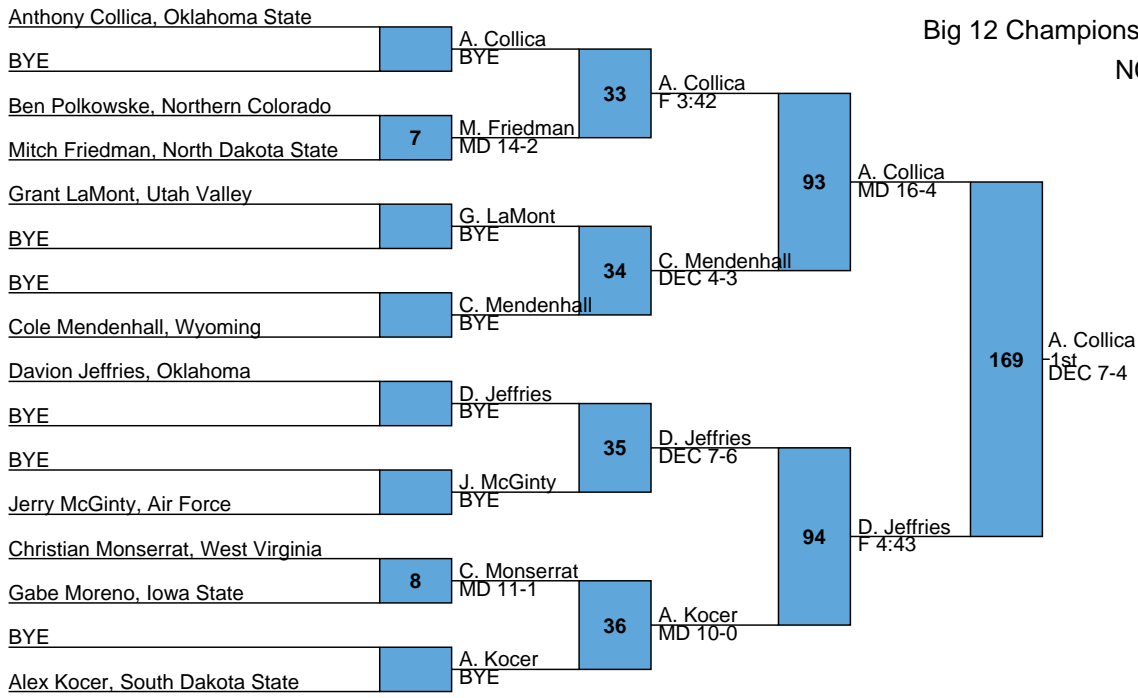 Anthony Collica, Oklahoma State
BYE
Ben Polkowske, Northern Colorado
Mitch Friedman, North Dakota State
Grant LaMont, Utah Valley
BYE
BYE
Cole Mendenhall, Wyoming
Davion Jeffries, Oklahoma
BYE
BYE
Jerry McGinty, Air Force
Christian Monserrat, West Virginia
Gabe Moreno, Iowa State
BYE
Alex Kocer, South Dakota State
7
8
A. Collica
BYE
M. Friedman
MD 14-2
G. LaMont
BYE
C. Mendenhall
BYE
D. Jeffries
BYE
J. McGinty
BYE
C. Monserrat
MD 11-1
A. Kocer
BYE
33
34
35
36
A. Collica
F 3:42
C. Mendenhall
DEC 4-3
D. Jeffries
DEC 7-6
A. Kocer
MD 10-0
93
94
A. Collica
MD 16-4
D. Jeffries
F 4:43
169
A. Collica
1st
DEC 7-4
Big 12 Champions